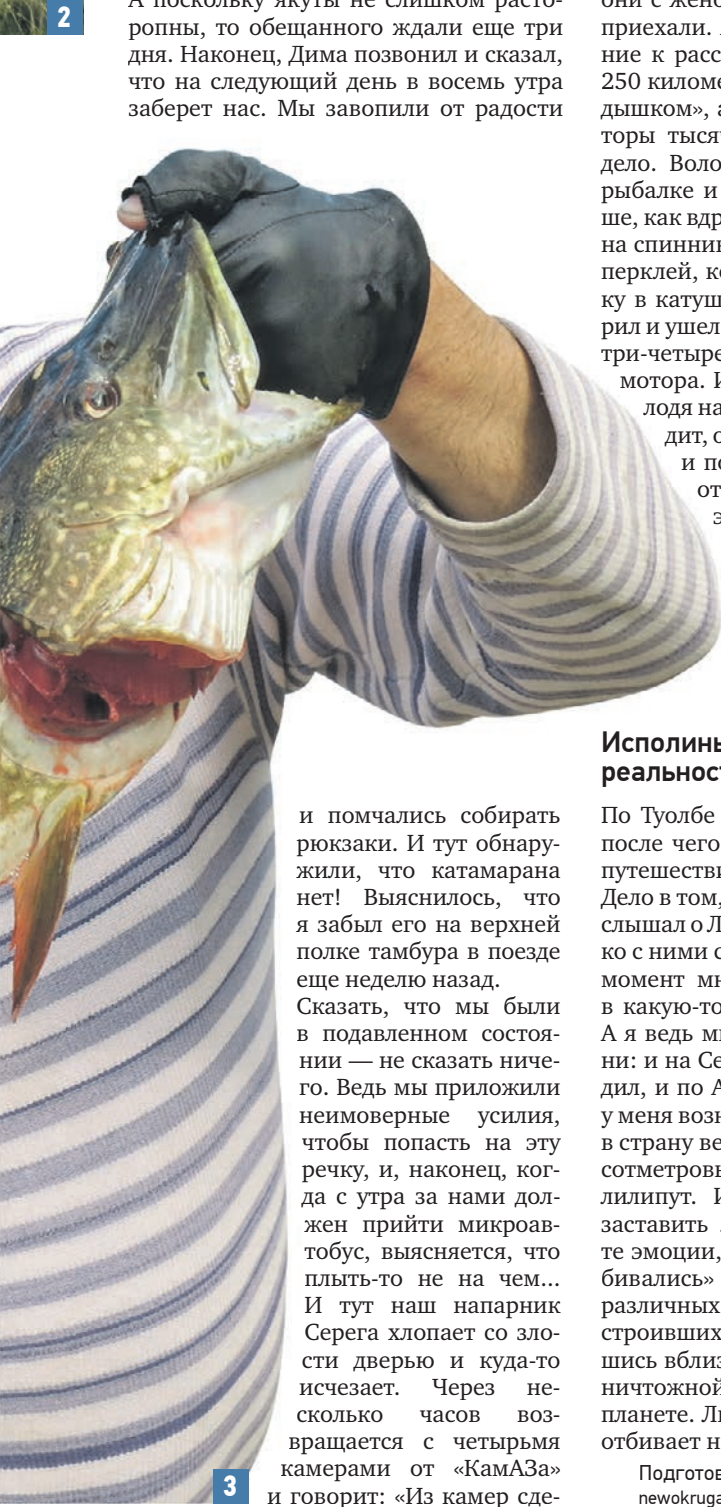 2
А поскольку якуты не слишком расто-
ропны, то обещанного ждали еще три
дня. Наконец, Дима позвонил и сказал,
что на следующий день в восемь утра
заберет нас. Мы завопили от радости
и помчались собирать
рюкзаки. И тут обнару-
жили, что катамарана
нет! Выяснилось, что
я забыл его на верхней
полке тамбура в поезде
еще неделю назад.
Сказать, что мы были
в подавленном состоя-
нии — не сказать ниче-
го. Ведь мы приложили
неимоверные усилия,
чтобы попасть на эту
речку, и, наконец, ког-
да с утра за нами дол-
жен прийти микроав-
тобус, выясняется, что
плыть-то не на чем...
И тут наш напарник
Серега хлопает со зло-
сти дверью и куда-то
исчезает. Через не-
сколько часов воз-
вращается с четырьмя
камерами от «КамАЗа»
и говорит: «Из камер сде-
3
они с жено
приехали.
ние к расс
250 киломе
дышком», а
торы тысяч
дело. Воло
рыбалке и
ше, как вдр
на спинник
перклей, ко
ку в катуш
рил и ушел
три-четыре
мотора. И
лодя на
дит, о
и по
от
э
Исполины
реальност
По Туолбе
после чего
путешестви
Дело в том,
слышал о Л
ко с ними с
момент мн
в какую-то
А я ведь мн
ни: и на Се
дил, и по А
у меня возн
в страну ве
сотметровы
лилипут. И
заставить
те эмоции,
бивались»
различных
строивших
шись вблиз
ничтожной
планете. Ли
отбивает н
Подготов
newokruga